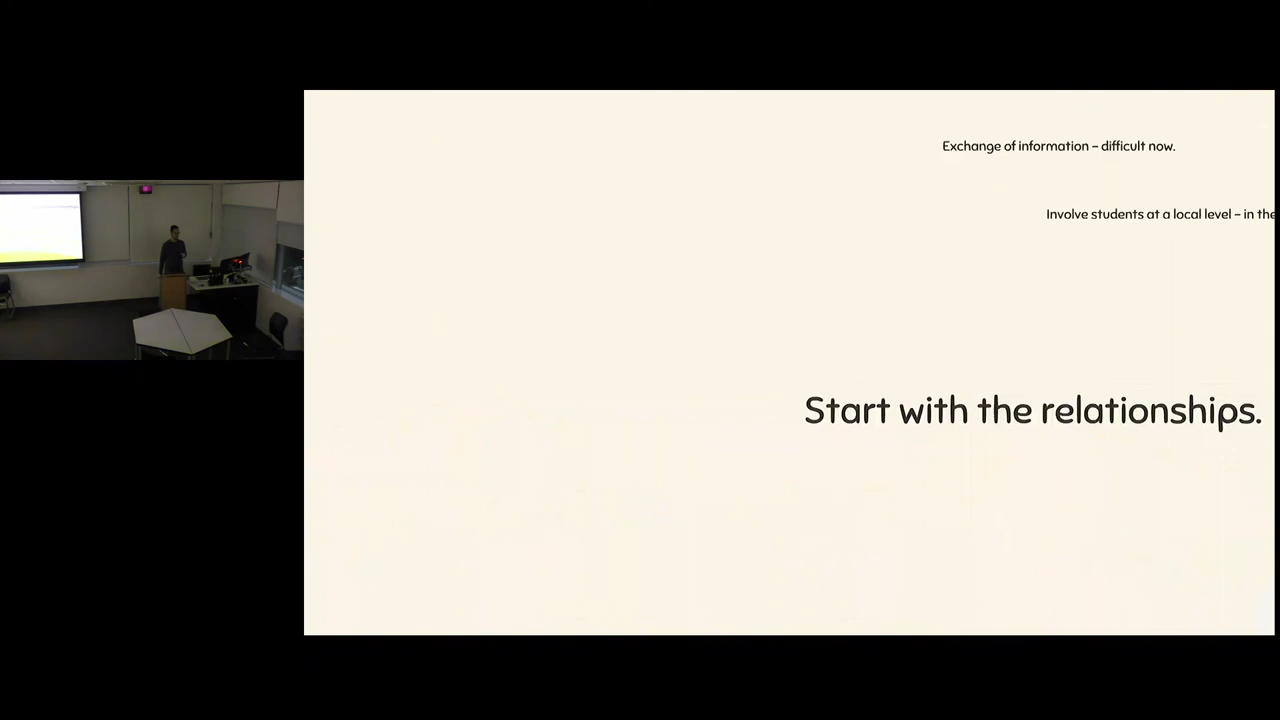 Exchange of information – difficult now.
Involve students at a local level – in the
Start with the relationships.